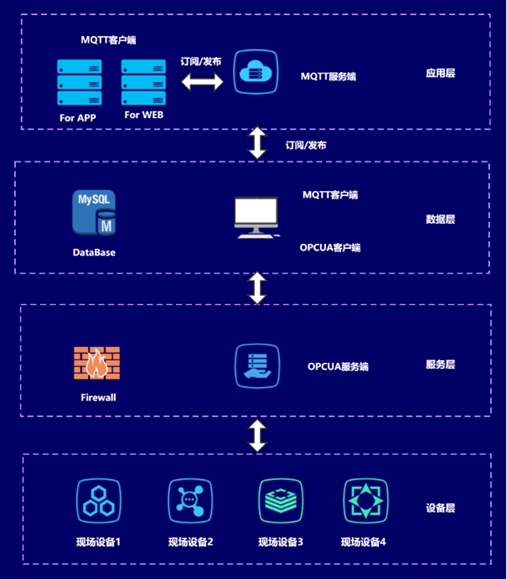 MQTT客户端
订阅/发布
MQTT服务端
应用层
For APP
For WEB
订阅/发布
MySQL
M
DataBase
MQTT客户端
OPCUA客户端
数据层
Firewall
OPCUA服务端
服务层
现场设备1
现场设备2
现场设备3
现场设备4
设备层